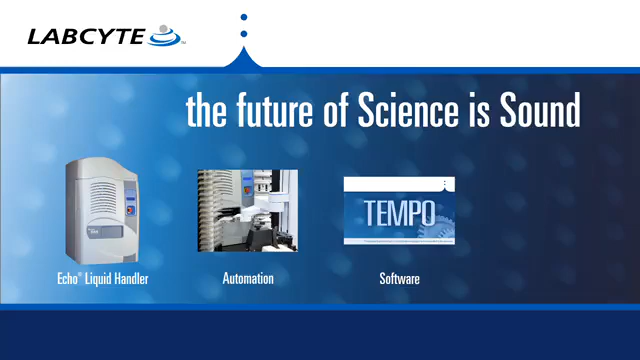 LABCYTE
the future of Science is Sound
TEMPO
Echo® Liquid Handler
Automation
Software